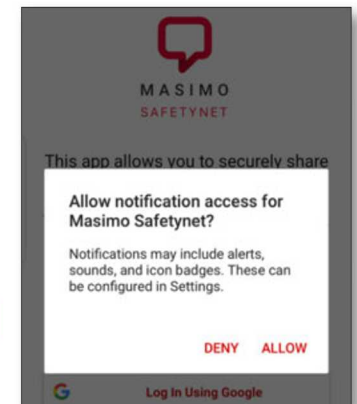 MASIMO
SAFETYNET
This app allows you to securely share
Allow notification access for
Masimo Safetynet?
Notifications may include alerts,
sounds, and icon badges. These can
be configured in Settings.
DENY ALLOW
G Log In Using Google